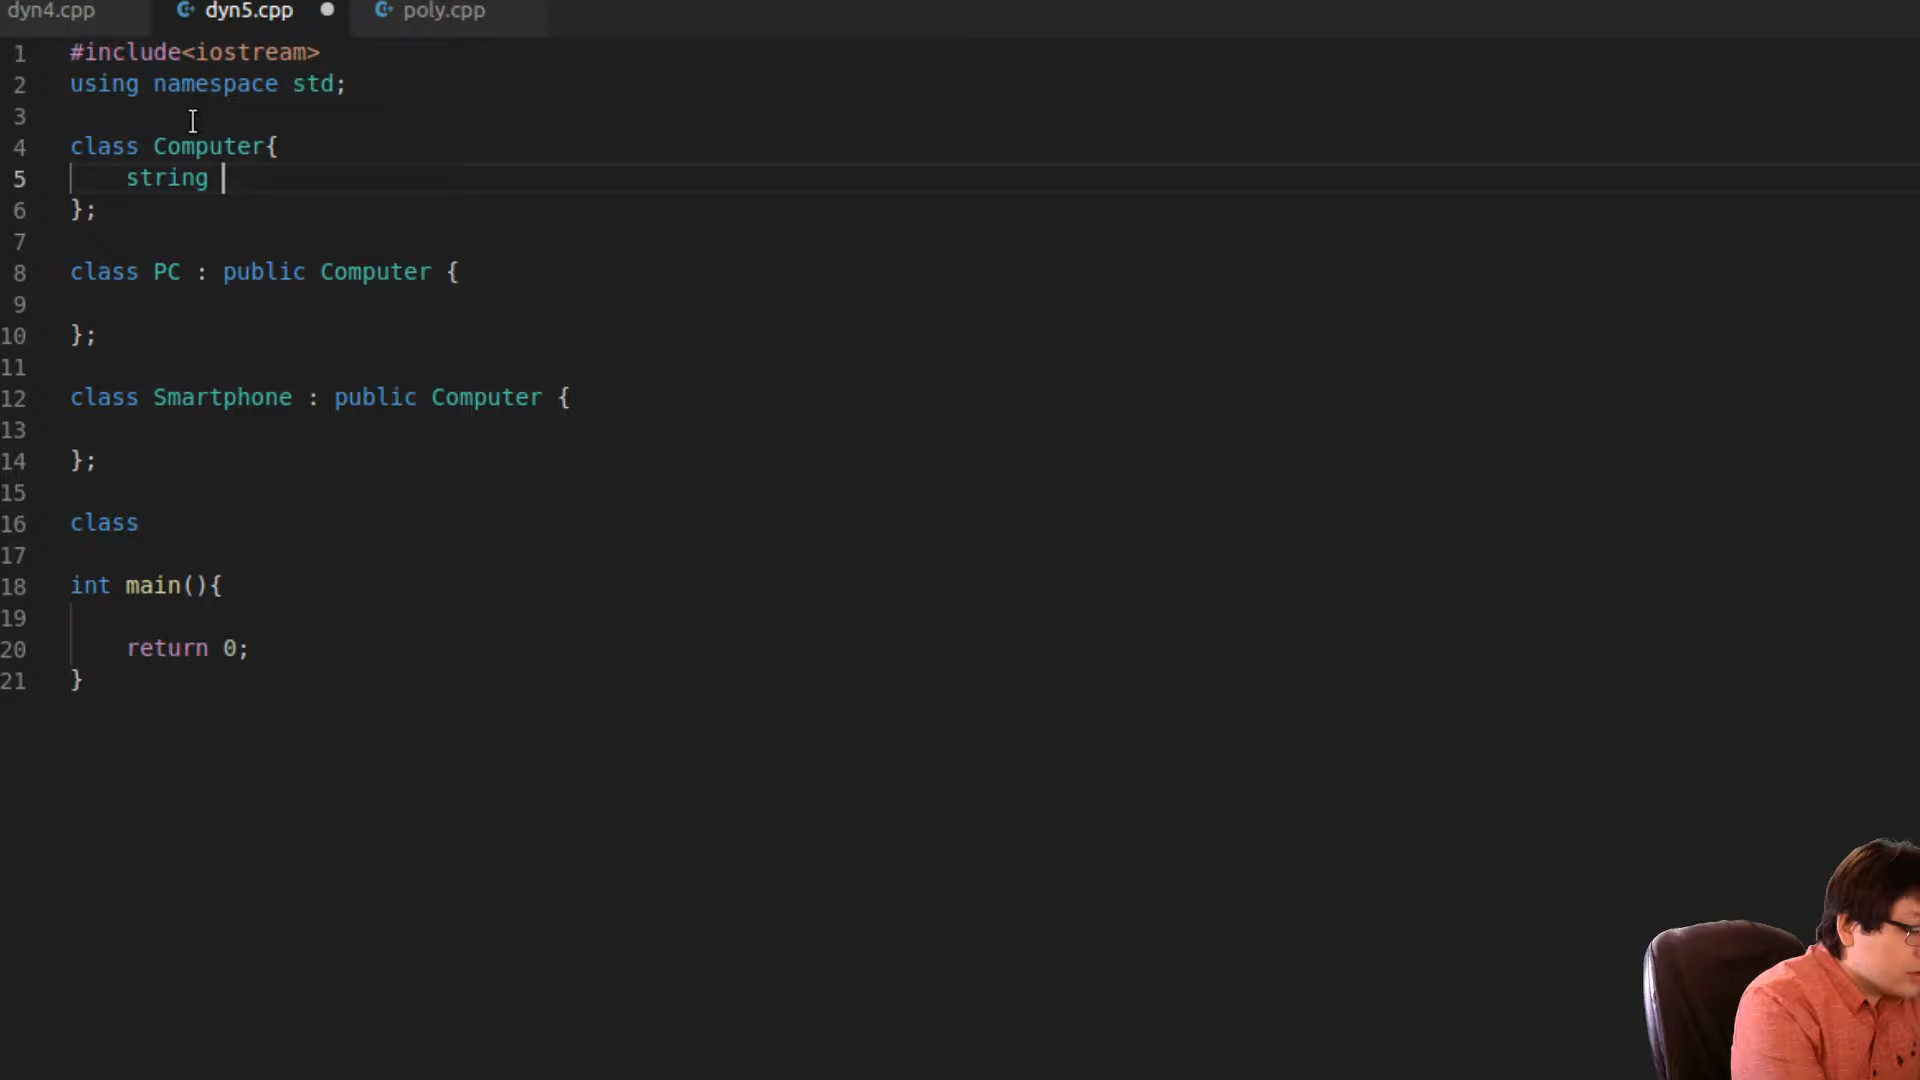 dyn4.cpp dyn5.cpp poly.cpp
1 #include<iostream>
2 using namespace std;
3
4 class Computer{
5     string
6 };
7
8 class PC : public Computer {
9
10 };
11
12 class Smartphone : public Computer {
13
14 };
15
16 class
17
18 int main(){
19
20     return 0;
21 }